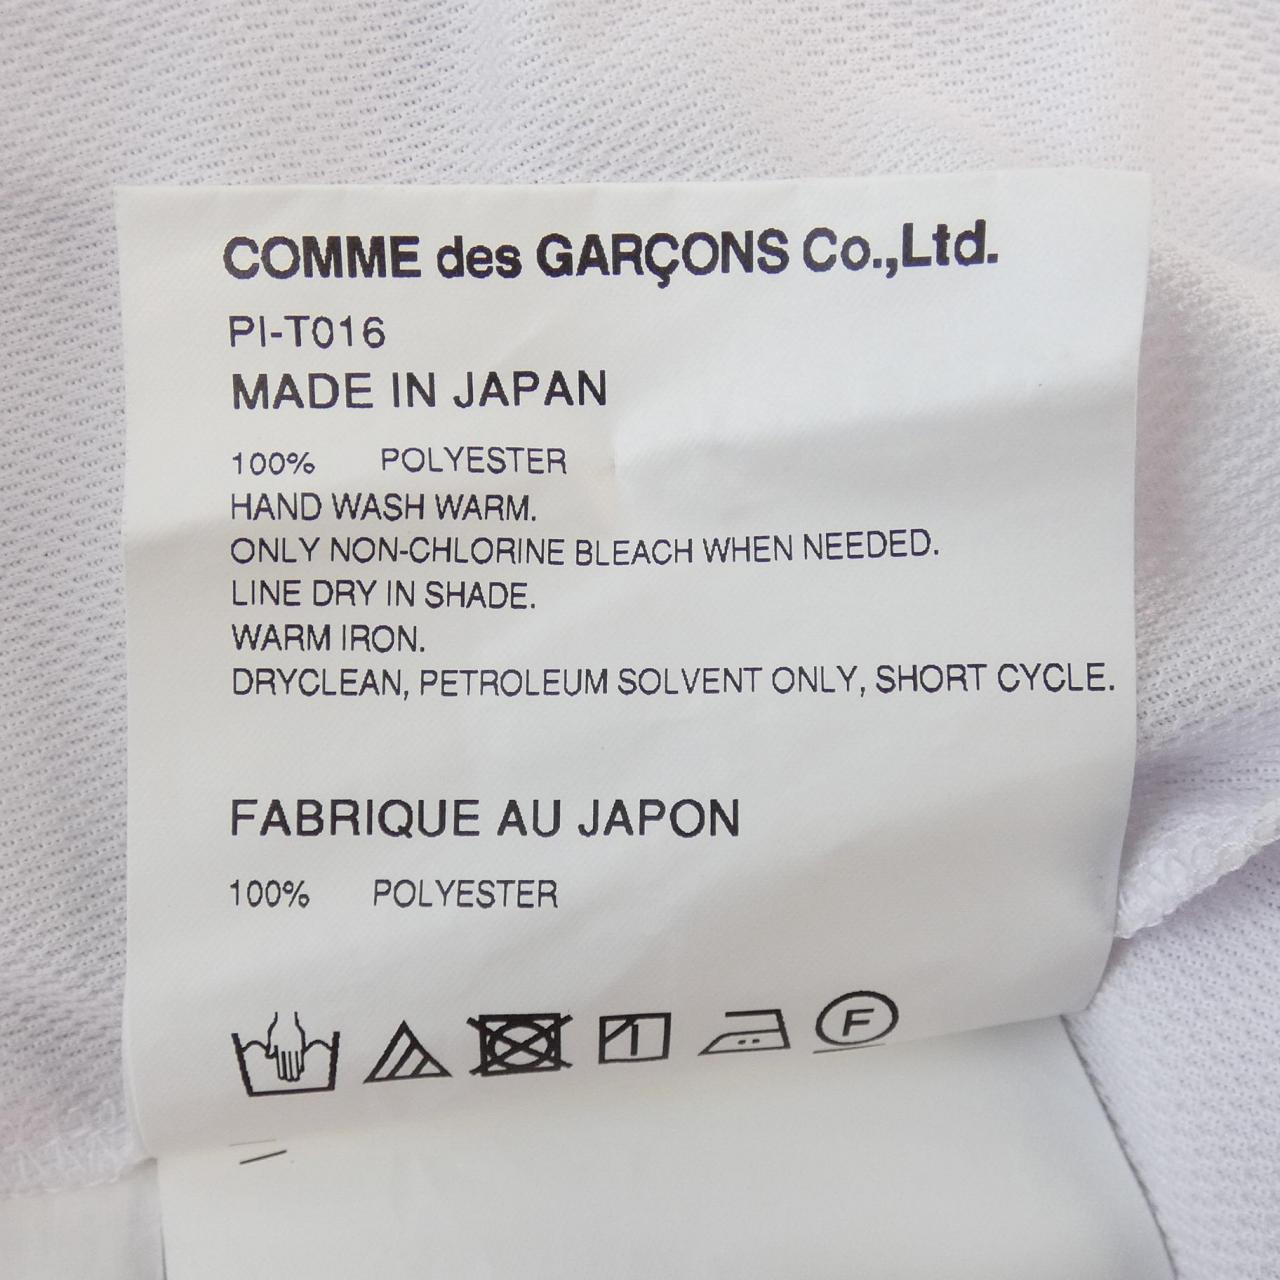 COMME des GARÇONS Co.,Ltd.
PI-T016
MADE IN JAPAN
100% POLYESTER
HAND WASH WARM.
ONLY NON-CHLORINE BLEACH WHEN NEEDED.
LINE DRY IN SHADE.
WARM IRON.
DRYCLEAN, PETROLEUM SOLVENT ONLY, SHORT CYCLE.
FABRIQUE AU JAPON
100% POLYESTER
F